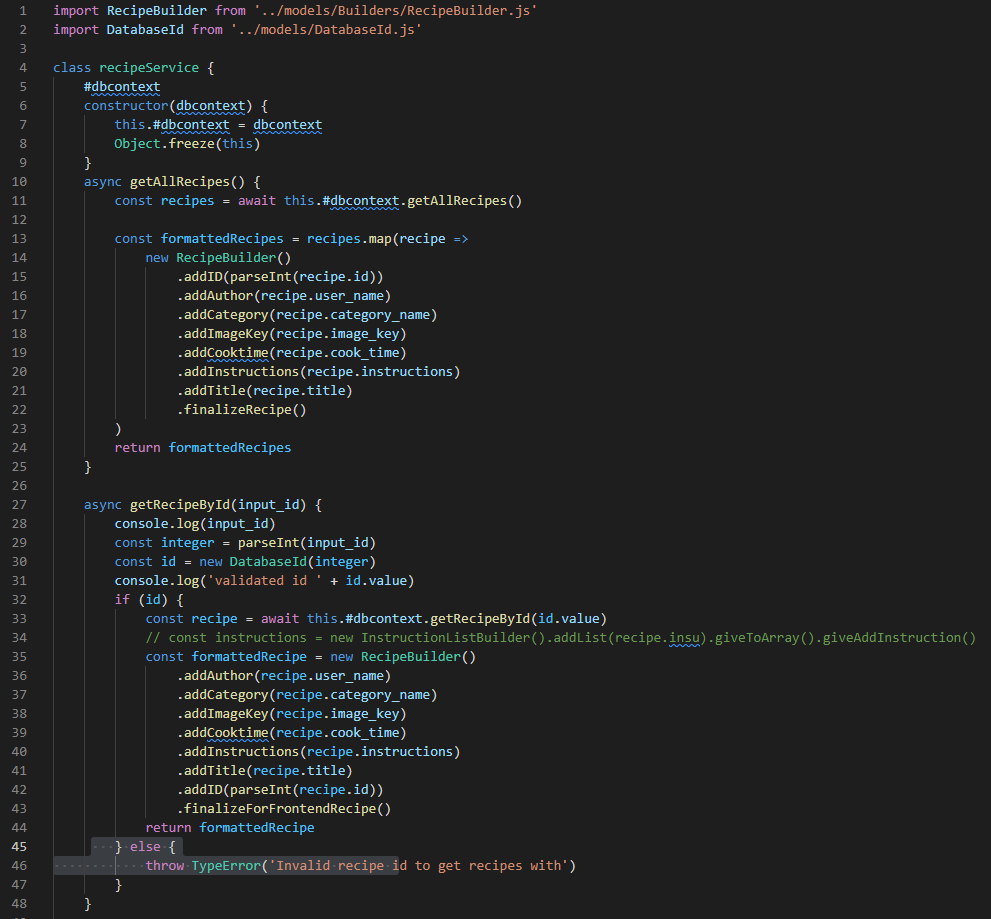 1 import RecipeBuilder from '../models/Builders/RecipeBuilder.js'
2 import DatabaseId from '../models/DatabaseId.js'
3
4 class recipeService {
5     #dbcontext
6     constructor(dbcontext) {
7         this.#dbcontext = dbcontext
8         Object.freeze(this)
9     }
10     async getAllRecipes() {
11         const recipes = await this.#dbcontext.getAllRecipes()
12
13         const formattedRecipes = recipes.map(recipe =>
14             new RecipeBuilder()
15                 .addID(parseInt(recipe.id))
16                 .addAuthor(recipe.user_name)
17                 .addCategory(recipe.category_name)
18                 .addImageKey(recipe.image_key)
19                 .addCooktime(recipe.cook_time)
20                 .addInstructions(recipe.instructions)
21                 .addTitle(recipe.title)
22                 .finalizeRecipe()
23         )
24         return formattedRecipes
25     }
26
27     async getRecipeById(input_id) {
28         console.log(input_id)
29         const integer = parseInt(input_id)
30         const id = new DatabaseId(integer)
31         console.log('validated id ' + id.value)
32         if (id) {
33             const recipe = await this.#dbcontext.getRecipeById(id.value)
34             // const instructions = new InstructionListBuilder().addList(recipe.insu).giveToArray().giveAddInstruction()
35             const formattedRecipe = new RecipeBuilder()
36                 .addAuthor(recipe.user_name)
37                 .addCategory(recipe.category_name)
38                 .addImageKey(recipe.image_key)
39                 .addCooktime(recipe.cook_time)
40                 .addInstructions(recipe.instructions)
41                 .addTitle(recipe.title)
42                 .addID(parseInt(recipe.id))
43                 .finalizeForFrontendRecipe()
44             return formattedRecipe
45         } else {
46             throw TypeError('Invalid recipe id to get recipes with')
47         }
48     }